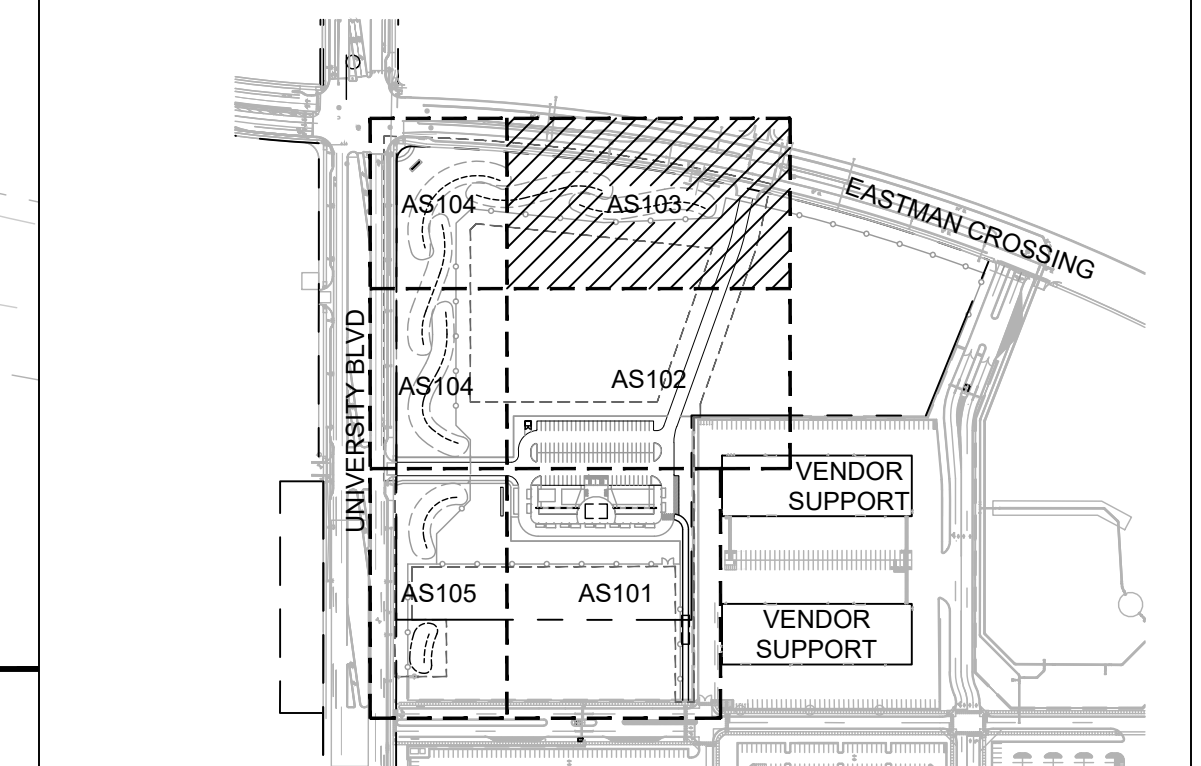 EASTMAN CROSSING
AS104
AS103
UNIVERSITY BLVD
AS104
AS102
VENDOR
SUPPORT
AS105
AS101
VENDOR
SUPPORT